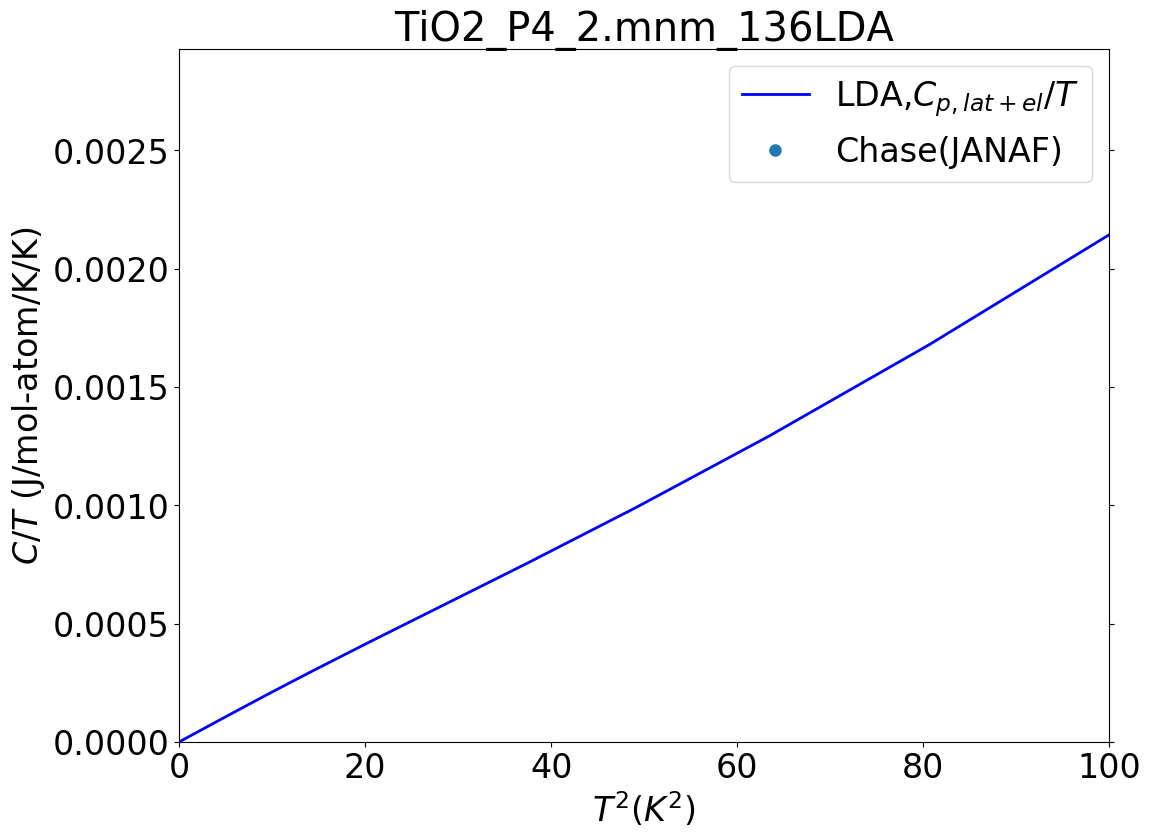 TiO2_P4_2.mnm_136LDA
LDA,$C_{p, lat+el}/T$
Chase(JANAF)
0.0025
0.0020
0.0015
0.0010
0.0005
0.0000
C/T (J/mol-atom/K/K)
0 20 40 60 80 100
$T^2(K^2)$